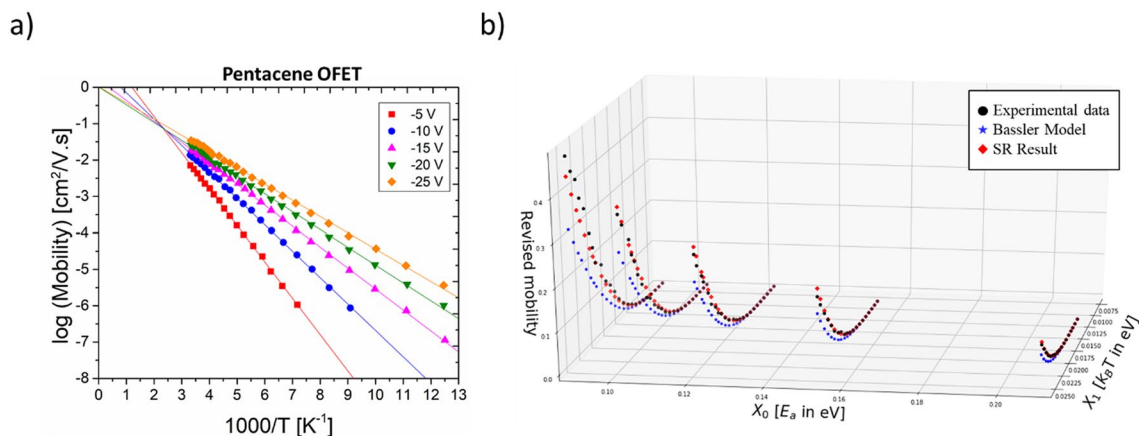 a)
b)
Pentacene OFET
log (Mobility) [cm²/V.s]
0
-1
-2
-3
-4
-5
-6
-7
-8
-5 V
-10 V
-15 V
-20 V
-25 V
0 1 2 3 4 5 6 7 8 9 10 11 12 13
1000/T [K⁻¹]
Experimental data
Bassler Model
SR Result
Revised mobility
0.4
0.3
0.2
0.1
0.0
0.10 0.12 0.14 0.16 0.18 0.20
X₀ [Eₐ in eV]
0.0075
0.0100
0.0125
0.0150
0.0175
0.0200
0.0225
0.0250
X₁ [k_BT in eV]